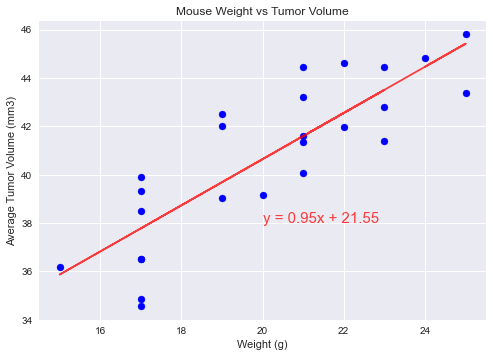 Mouse Weight vs Tumor Volume
Average Tumor Volume (mm3)
46
44
42
40
38
36
34
y = 0.95x + 21.55
16 18 20 22 24
Weight (g)